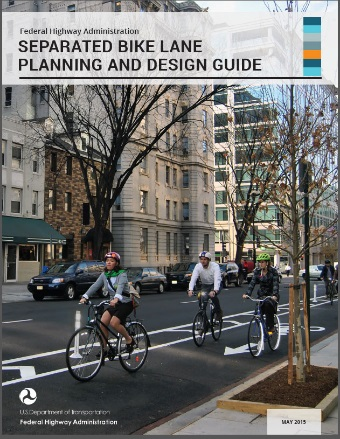 Federal Highway Administration
SEPARATED BIKE LANE
PLANNING AND DESIGN GUIDE
U.S.Department of Transportation
Federal Highway Administration
MAY 2015